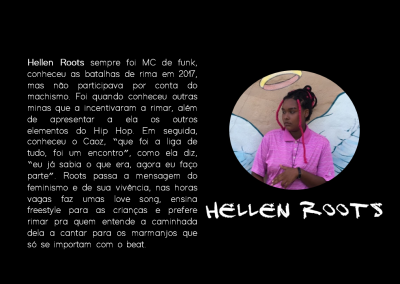 Hellen Roots sempre foi MC de funk,
conheceu as batalhas de rima em 2017,
mas não participava por conta do
machismo. Foi quando conheceu outras
minas que a incentivaram a rimar, além
de apresentar a ela os outros
elementos do Hip Hop. Em seguida,
conheceu o Caoz, "que foi a liga de
tudo, foi um encontro", como ela diz,
"eu já sabia o que era, agora eu faço
parte". Roots passa a mensagem do
feminismo e de sua vivência, nas horas
vagas faz umas love song, ensina
freestyle para as crianças e prefere
rimar pra quem entende a caminhada
dela a cantar para os marmanjos que
só se importam com o beat.
HELLEN ROOTS